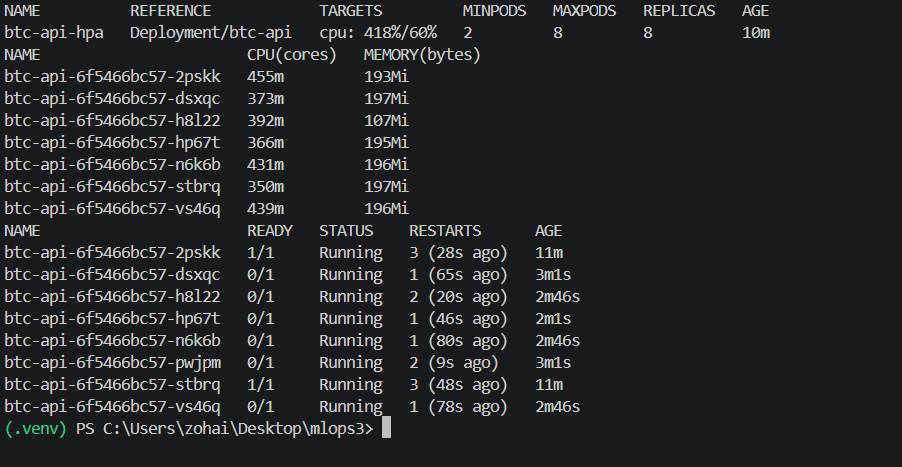 NAME REFERENCE TARGETS MINPODS MAXPODS REPLICAS AGE
btc-api-hpa Deployment/btc-api cpu: 418%/60% 2 8 8 10m
NAME CPU(cores) MEMORY(bytes)
btc-api-6f5466bc57-2pskk 455m 193Mi
btc-api-6f5466bc57-dsxqc 373m 197Mi
btc-api-6f5466bc57-h8l22 392m 107Mi
btc-api-6f5466bc57-hp67t 366m 195Mi
btc-api-6f5466bc57-n6k6b 431m 196Mi
btc-api-6f5466bc57-stbrq 350m 197Mi
btc-api-6f5466bc57-vs46q 439m 196Mi
NAME READY STATUS RESTARTS AGE
btc-api-6f5466bc57-2pskk 1/1 Running 3 (28s ago) 11m
btc-api-6f5466bc57-dsxqc 0/1 Running 1 (65s ago) 3m1s
btc-api-6f5466bc57-h8l22 0/1 Running 2 (20s ago) 2m46s
btc-api-6f5466bc57-hp67t 0/1 Running 1 (46s ago) 2m1s
btc-api-6f5466bc57-n6k6b 0/1 Running 1 (80s ago) 2m46s
btc-api-6f5466bc57-pwjpm 0/1 Running 2 (9s ago) 3m1s
btc-api-6f5466bc57-stbrq 1/1 Running 3 (48s ago) 11m
btc-api-6f5466bc57-vs46q 0/1 Running 1 (78s ago) 2m46s
(.venv) PS C:\Users\zohai\Desktop\mlops3>